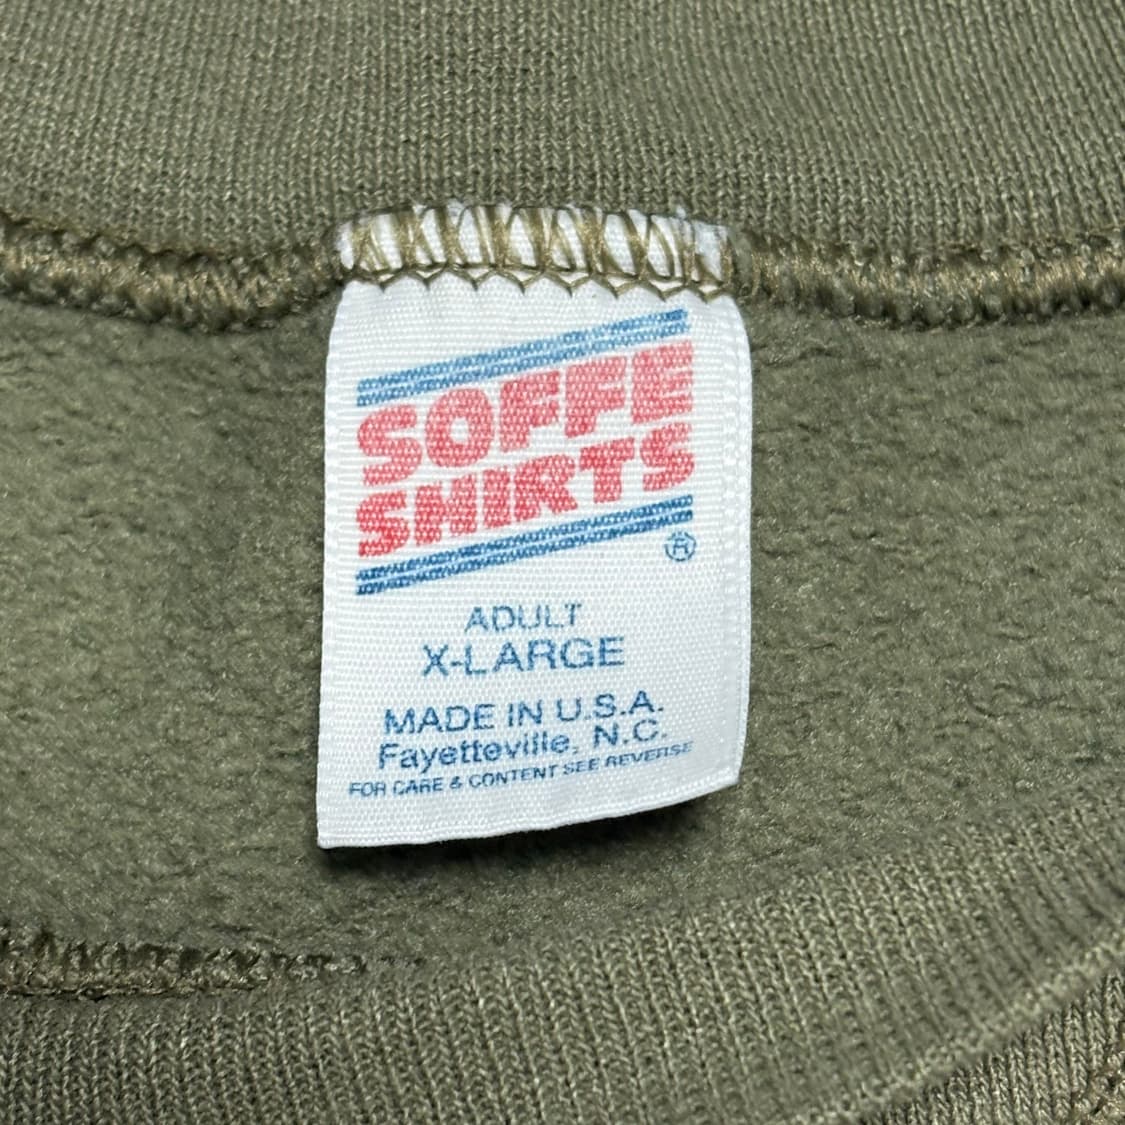 SOFFE
SHIRTS
®
ADULT
X-LARGE
MADE IN U.S.A.
Fayetteville, N.C.
FOR CARE & CONTENT SEE REVERSE